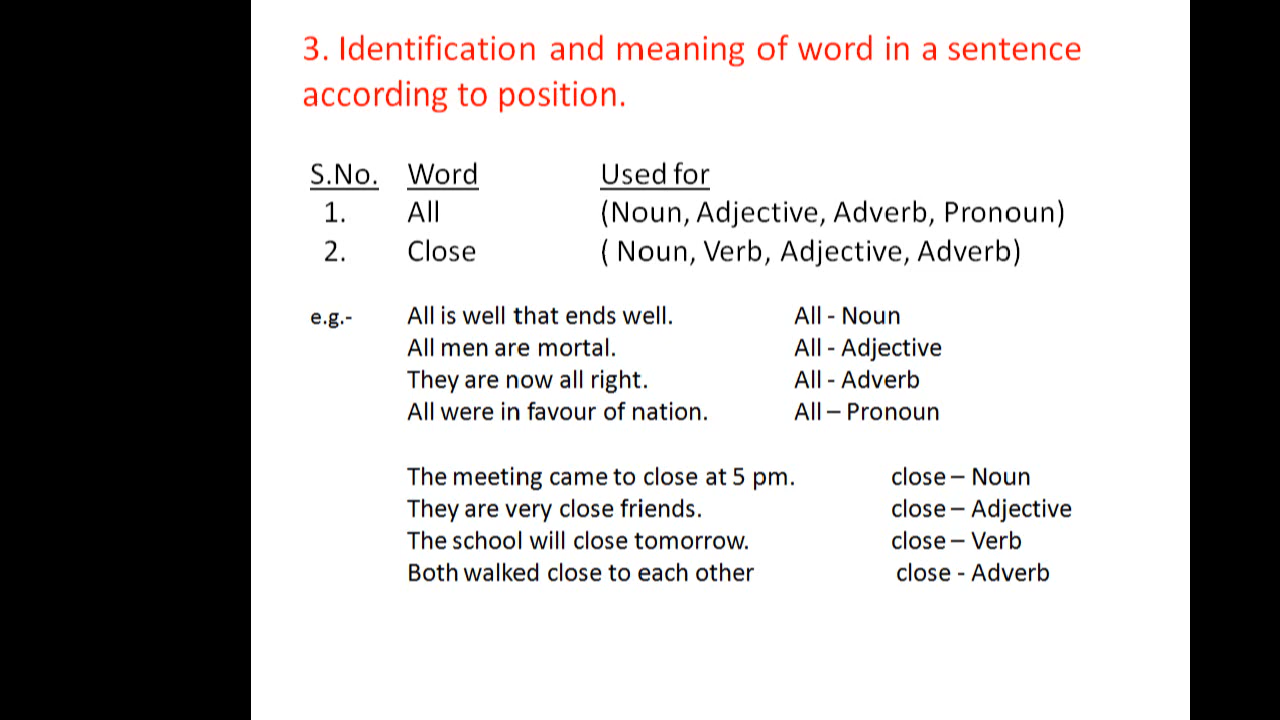 3. Identification and meaning of word in a sentence
according to position.
S.No. Word Used for
1. All (Noun, Adjective, Adverb, Pronoun)
2. Close ( Noun, Verb, Adjective, Adverb)
e.g.- All is well that ends well. All - Noun
All men are mortal. All - Adjective
They are now all right. All - Adverb
All were in favour of nation. All – Pronoun
The meeting came to close at 5 pm. close – Noun
They are very close friends. close – Adjective
The school will close tomorrow. close – Verb
Both walked close to each other close - Adverb